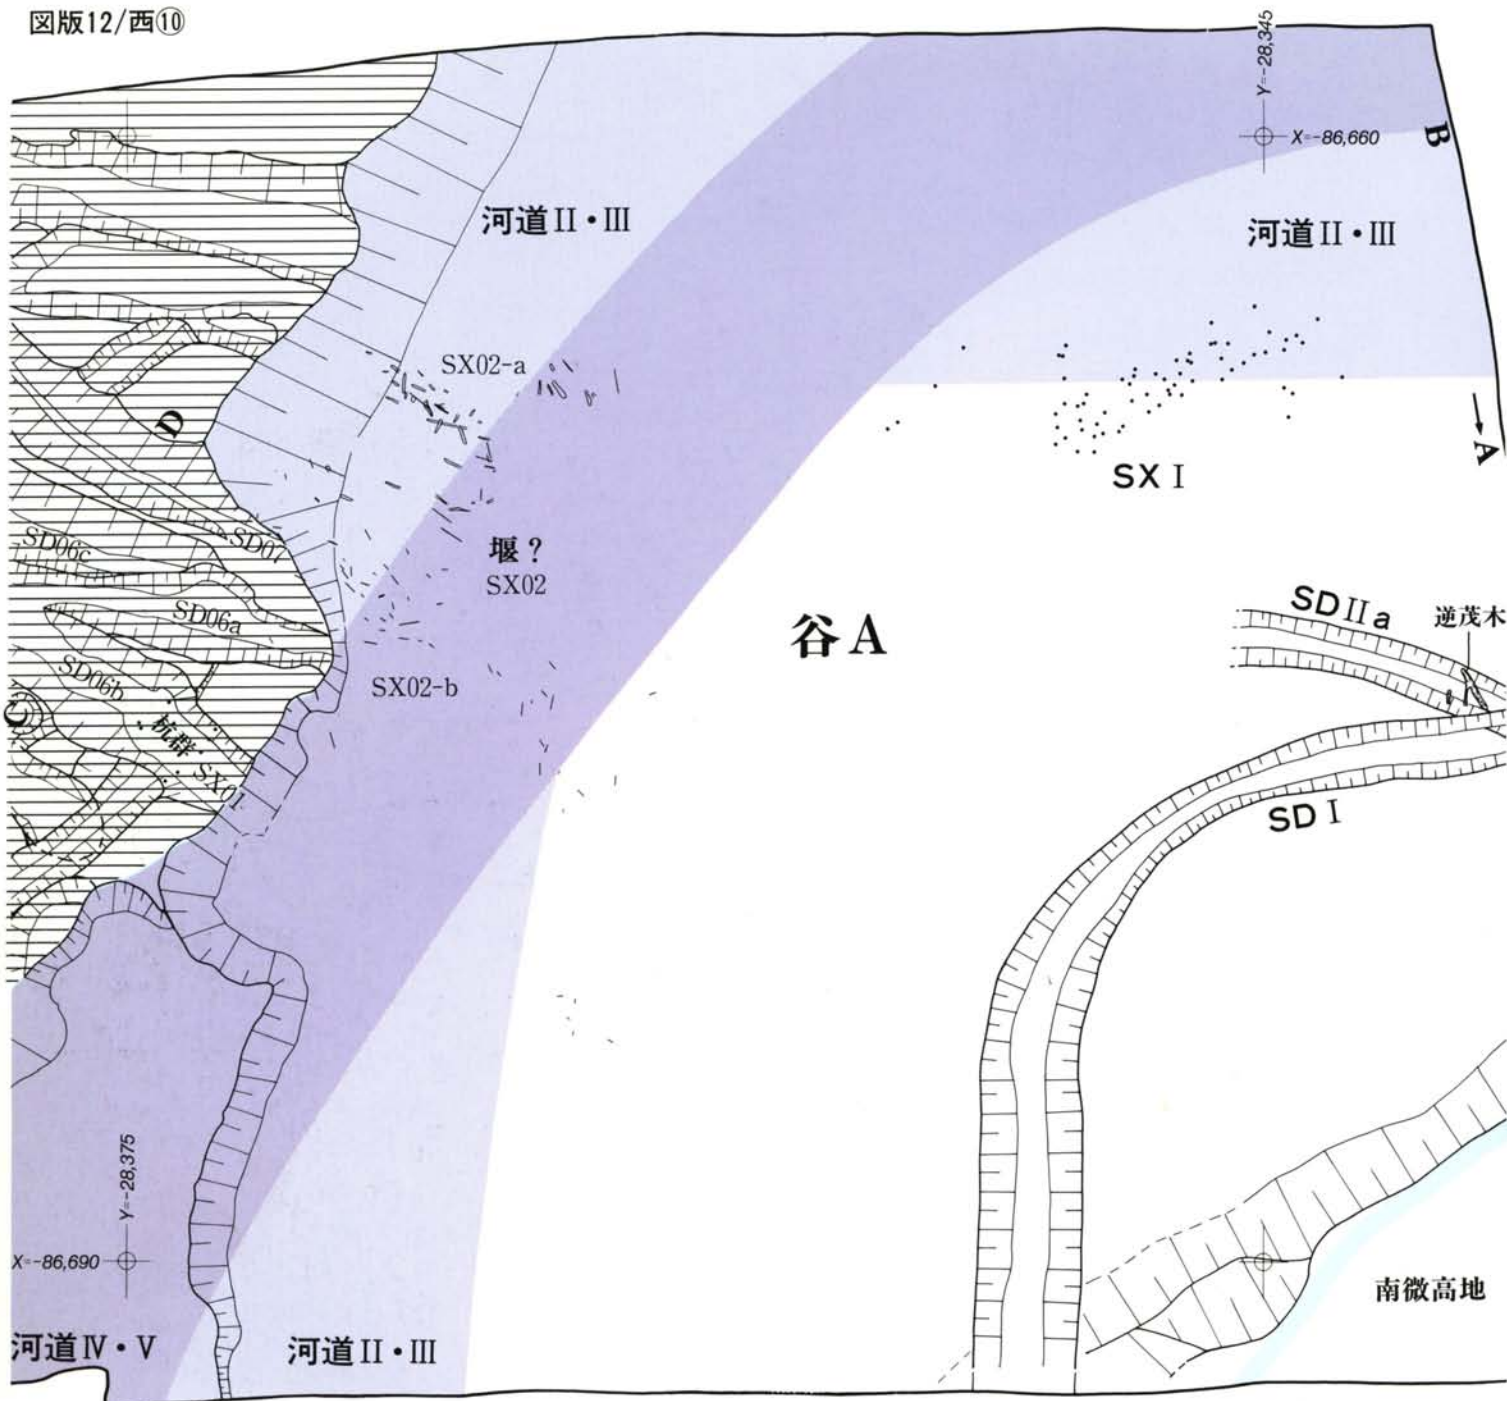 図版12/西⑩
Y=-28,345
X=-86,660
B
河道Ⅱ・Ⅲ
河道Ⅱ・Ⅲ
SX02-a
D
A
SXⅠ
SD06c
SD07
堰？
SX02
SD06a
谷A
SDⅡa
逆茂木
SD06b
SX02-b
C
杭群
SX01
SDⅠ
Y=-28,375
X=-86,690
南微高地
河道Ⅳ・Ⅴ
河道Ⅱ・Ⅲ